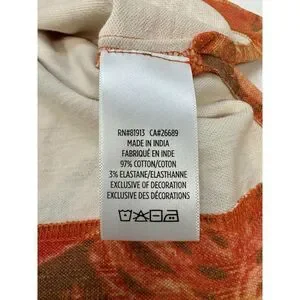 RN#81913 CA#26689
MADE IN INDIA
FABRIQUÉ EN INDE
97% COTTON/COTON
3% ELASTANE/ELASTHANNE
EXCLUSIVE OF DECORATION
EXCLUSIVE DES DÉCORATIONS